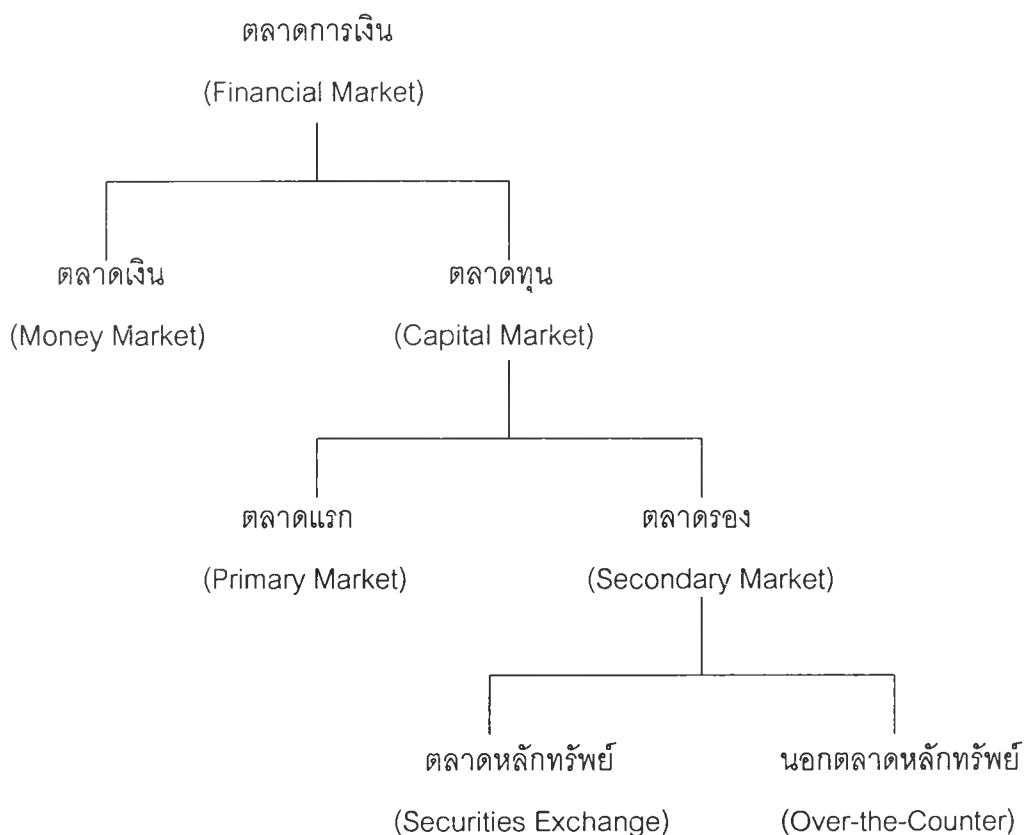 ตลาดการเงิน
(Financial Market)
ตลาดเงิน
ตลาดทุน
(Money Market)
(Capital Market)
ตลาดแรก
ตลาดรอง
(Primary Market)
(Secondary Market)
ตลาดหลักทรัพย์
นอกตลาดหลักทรัพย์
(Securities Exchange)
(Over-the-Counter)